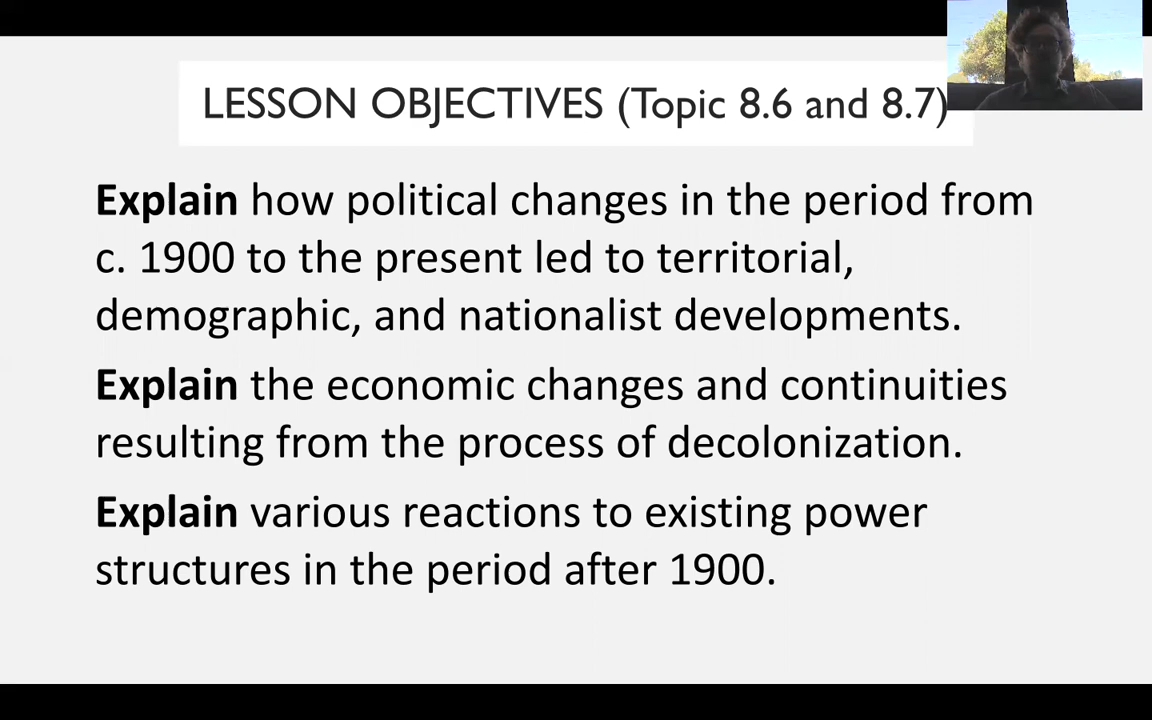 LESSON OBJECTIVES (Topic 8.6 and 8.7)
Explain how political changes in the period from
c. 1900 to the present led to territorial,
demographic, and nationalist developments.
Explain the economic changes and continuities
resulting from the process of decolonization.
Explain various reactions to existing power
structures in the period after 1900.